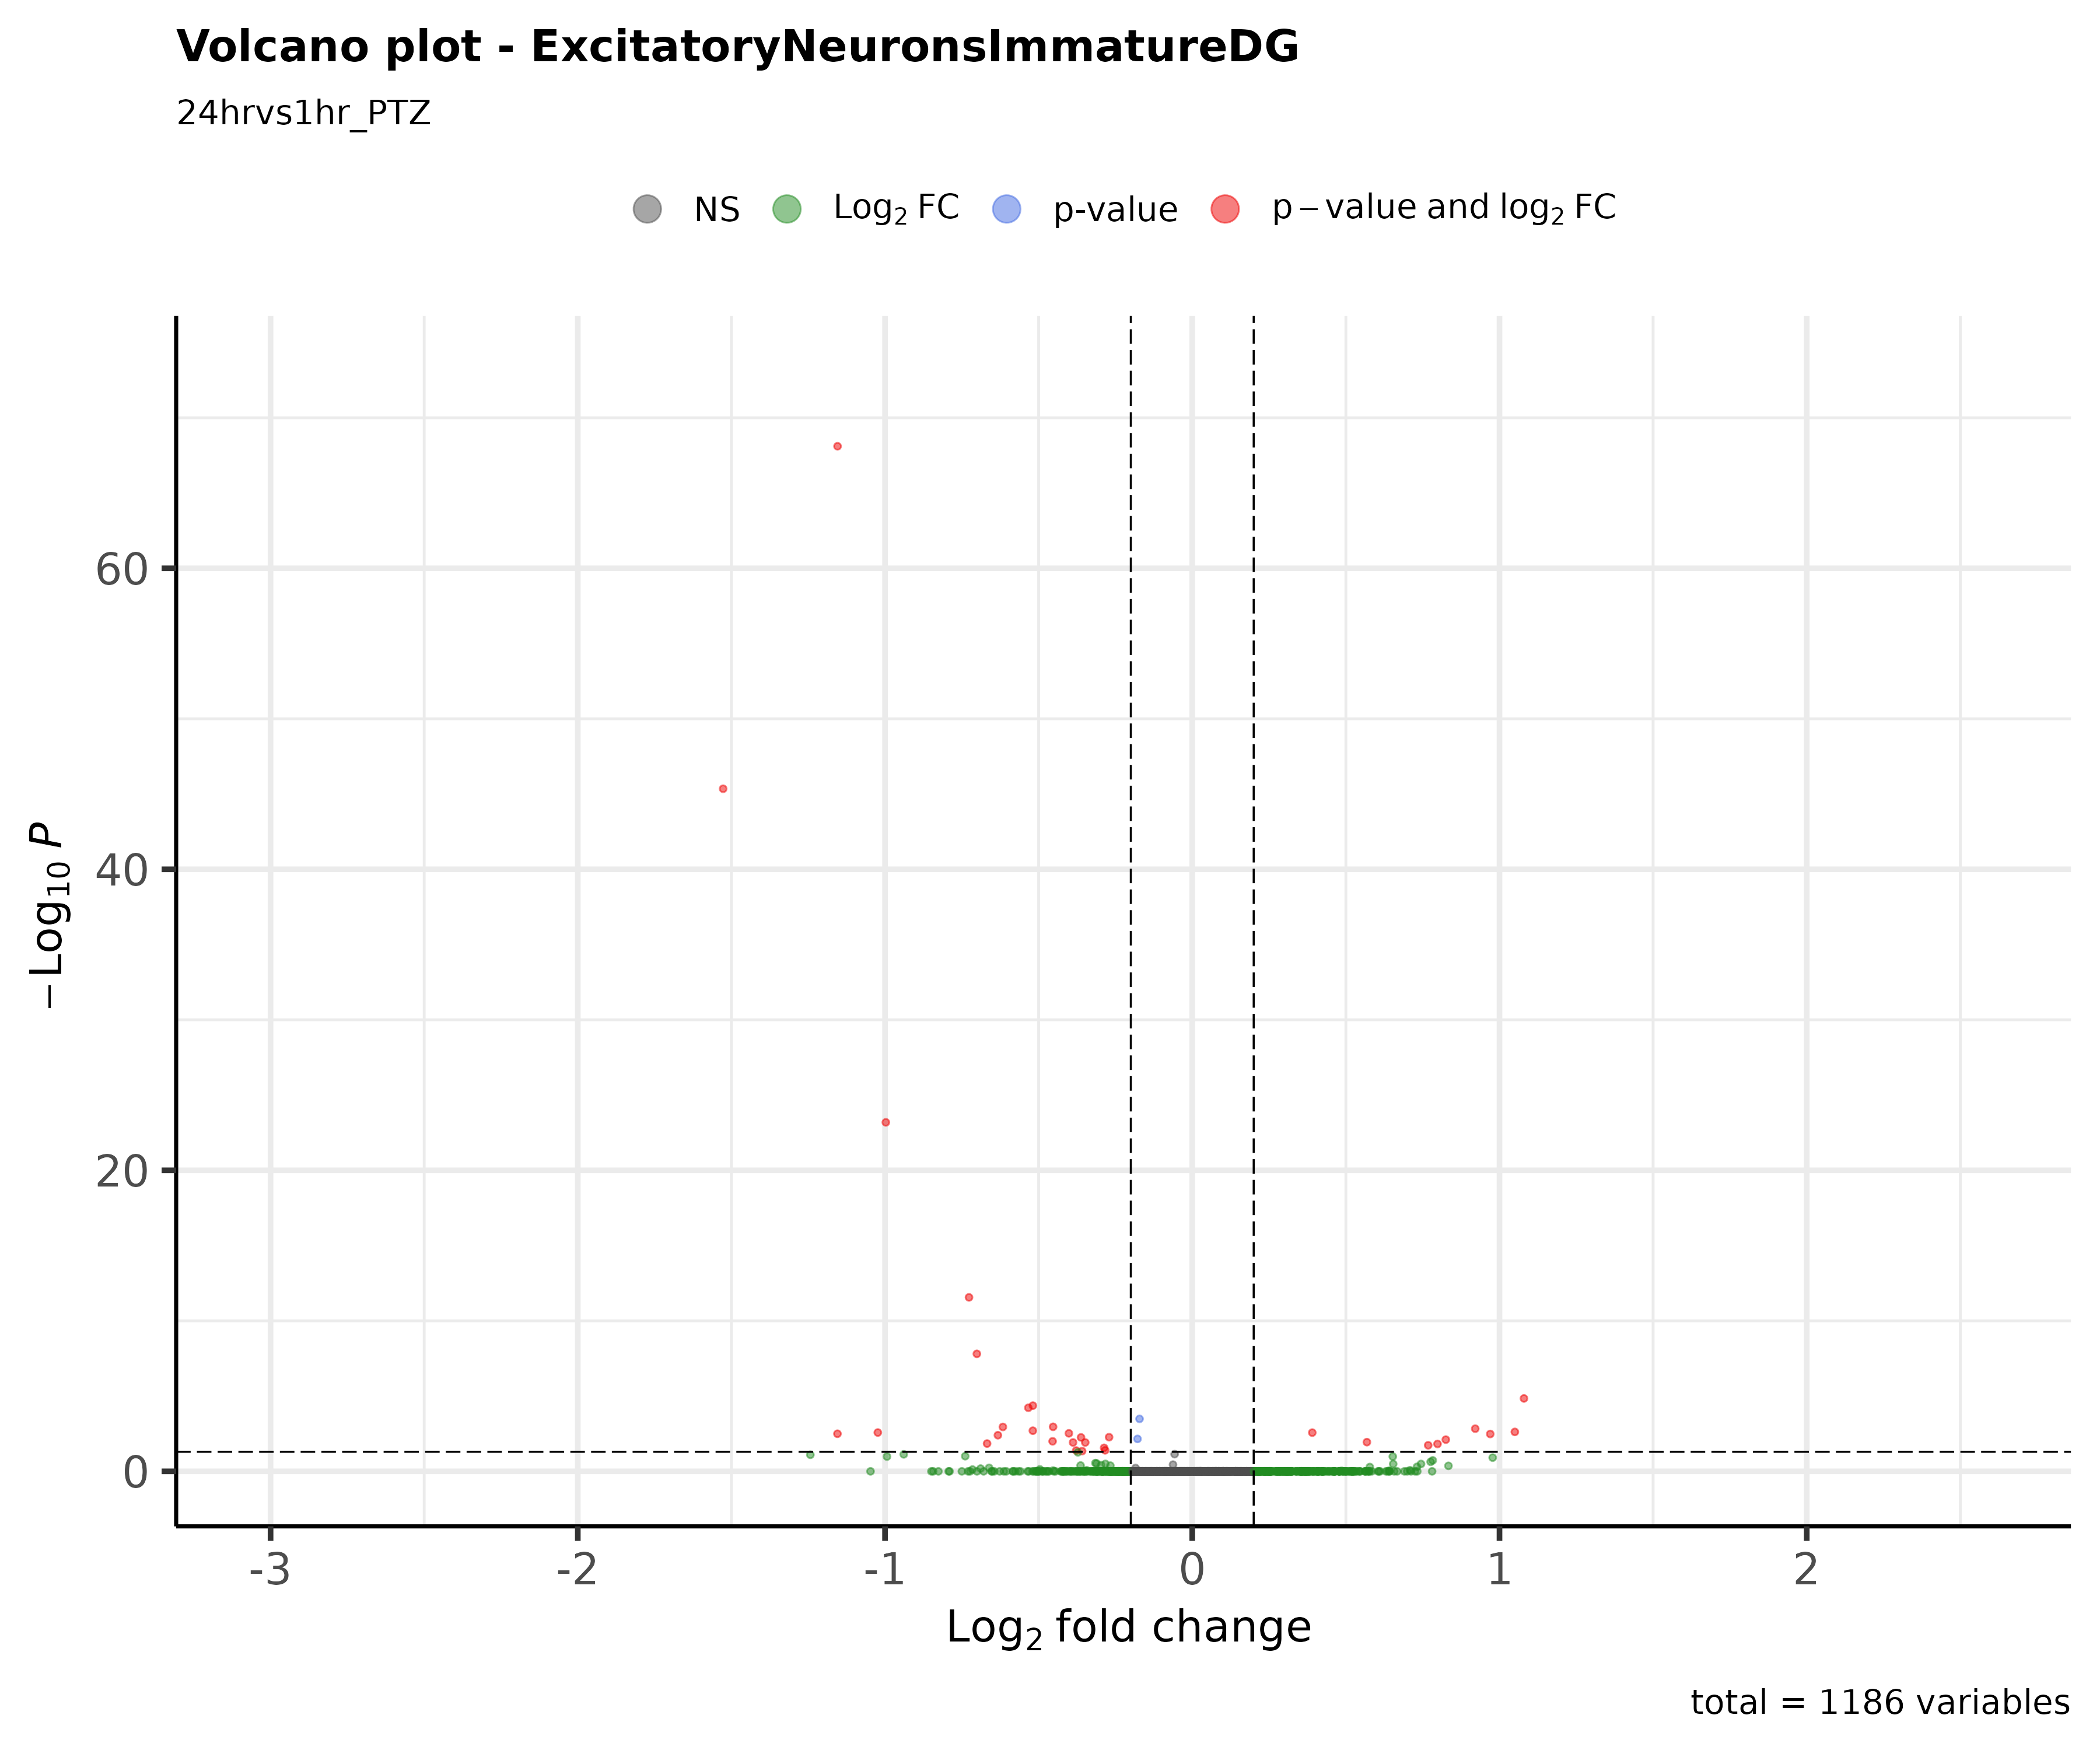 Volcano plot - ExcitatoryNeuronsImmatureDG
24hrvs1hr_PTZ
NS Log₂ FC p-value p−value and log₂ FC
−Log₁₀ P
60
40
20
0
-3 -2 -1 0 1 2
Log₂ fold change
total = 1186 variables